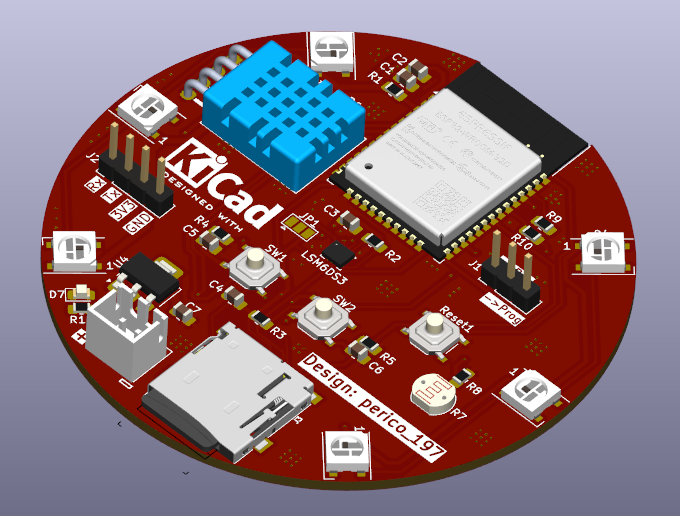 C2
C1
R1
1
J2
RX
TX
3V3
GND
KiCad
DESIGNED WITH
JP1
C3
R2
LSM6DS3
R9
R10
1
J1
->Prog
R4
C5
SW1
1
U4
D7
R1
+
-
C4
C7
R3
SW2
Reset1
R5
C6
R8
R7
1
Design: perico_197
1